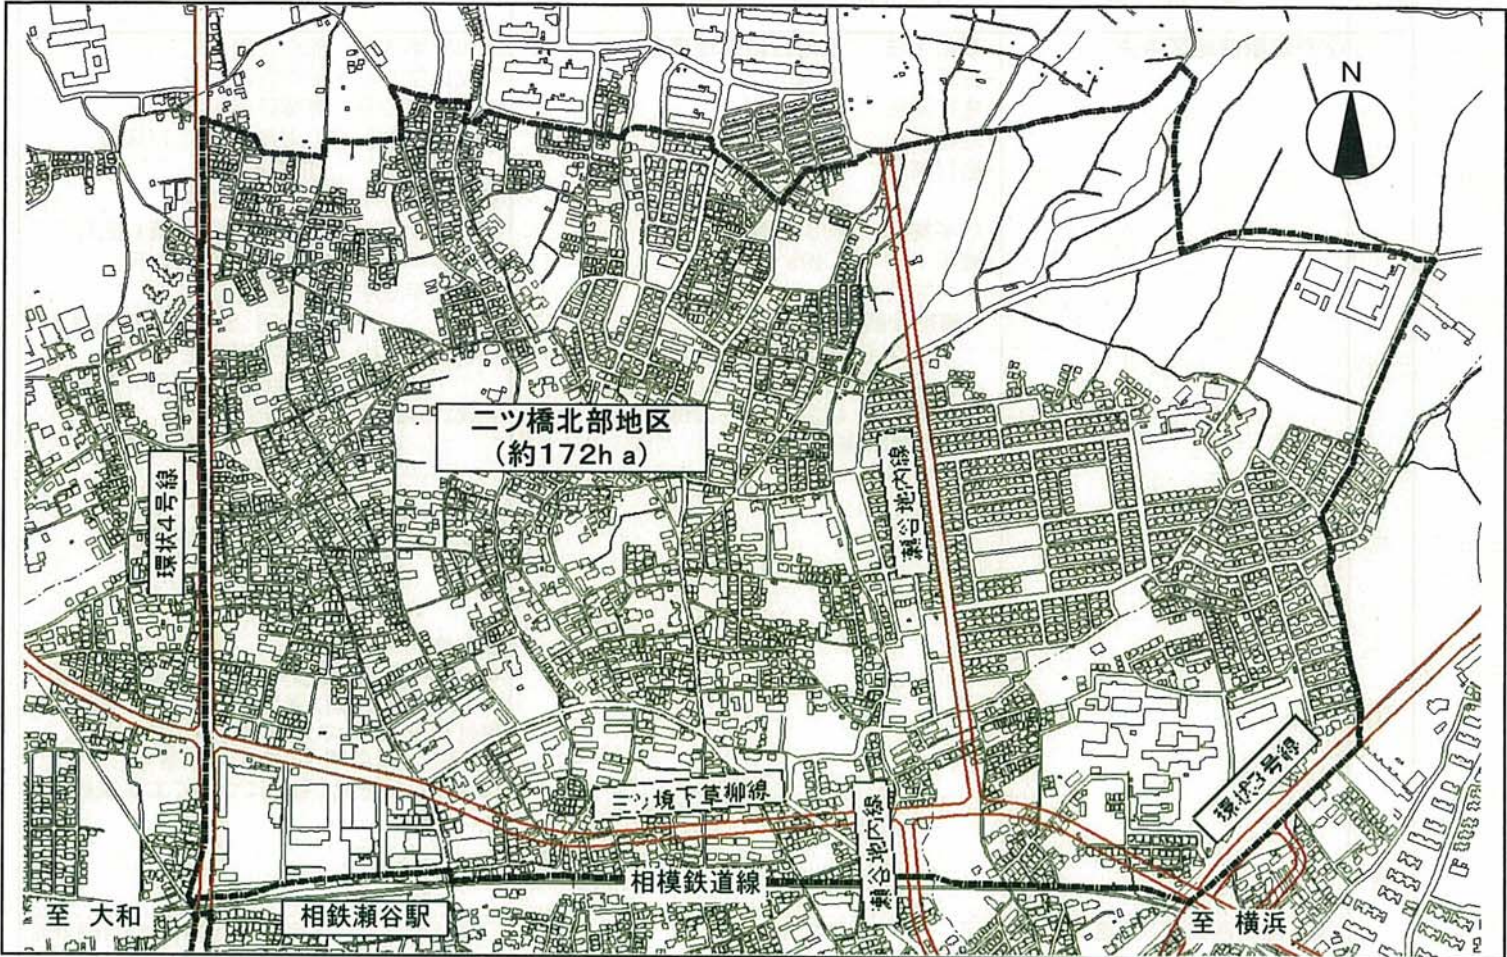 N
二ツ橋北部地区
(約172ha)
環状4号線
瀬谷地内線
三ツ境下草柳線
環状3号線
瀬谷地内線
相模鉄道線
至 大和
相鉄瀬谷駅
至 横浜